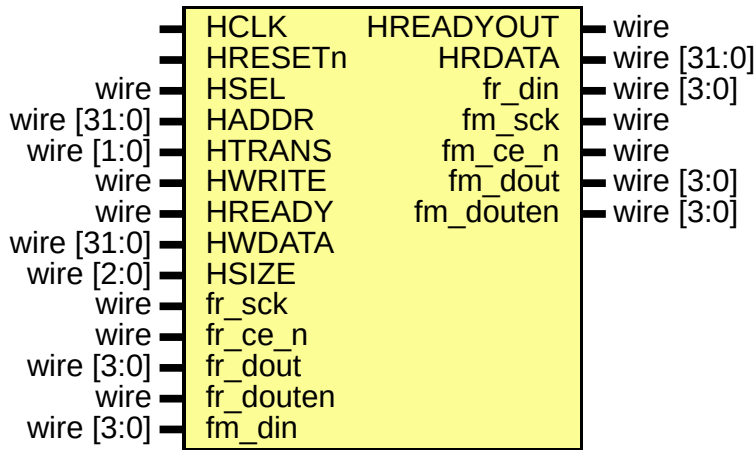 HCLK HREADYOUT wire
HRESETn HRDATA wire [31:0]
wire HSEL fr_din wire [3:0]
wire [31:0] HADDR fm_sck wire
wire [1:0] HTRANS fm_ce_n wire
wire HWRITE fm_dout wire [3:0]
wire HREADY fm_douten wire [3:0]
wire [31:0] HWDATA
wire [2:0] HSIZE
wire fr_sck
wire fr_ce_n
wire [3:0] fr_dout
wire fr_douten
wire [3:0] fm_din